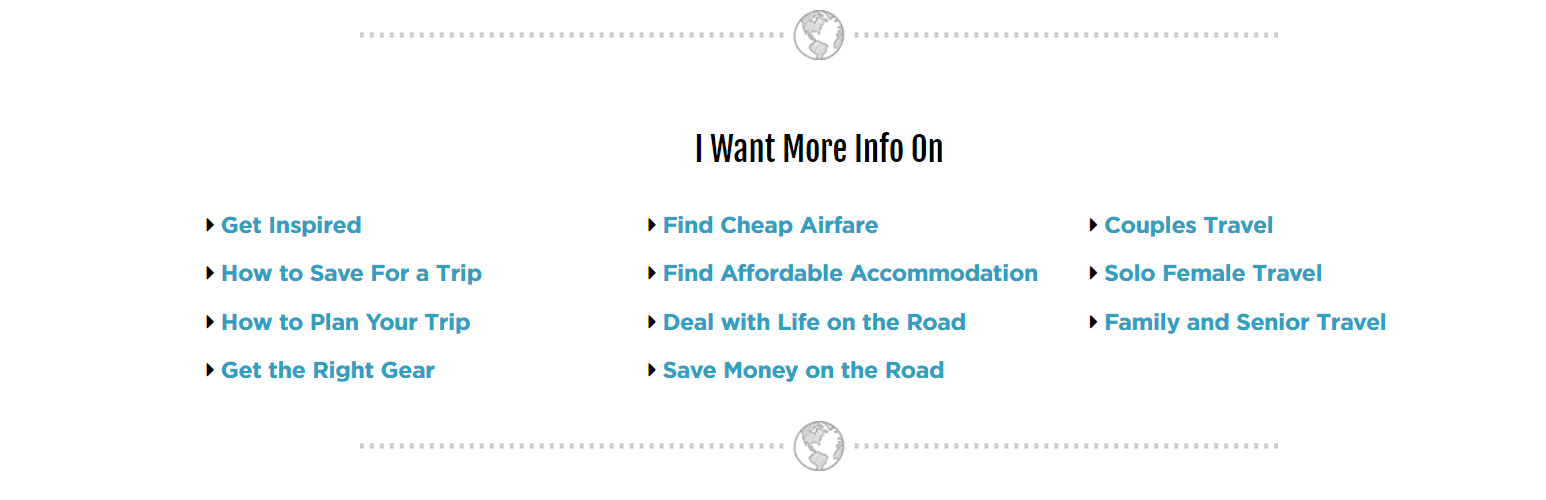 I Want More Info On
Get Inspired
How to Save For a Trip
How to Plan Your Trip
Get the Right Gear
Find Cheap Airfare
Find Affordable Accommodation
Deal with Life on the Road
Save Money on the Road
Couples Travel
Solo Female Travel
Family and Senior Travel